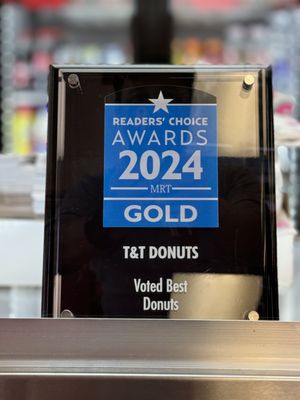 READERS' CHOICE
AWARDS
2024
MRT
GOLD
T&T DONUTS
Voted Best
Donuts